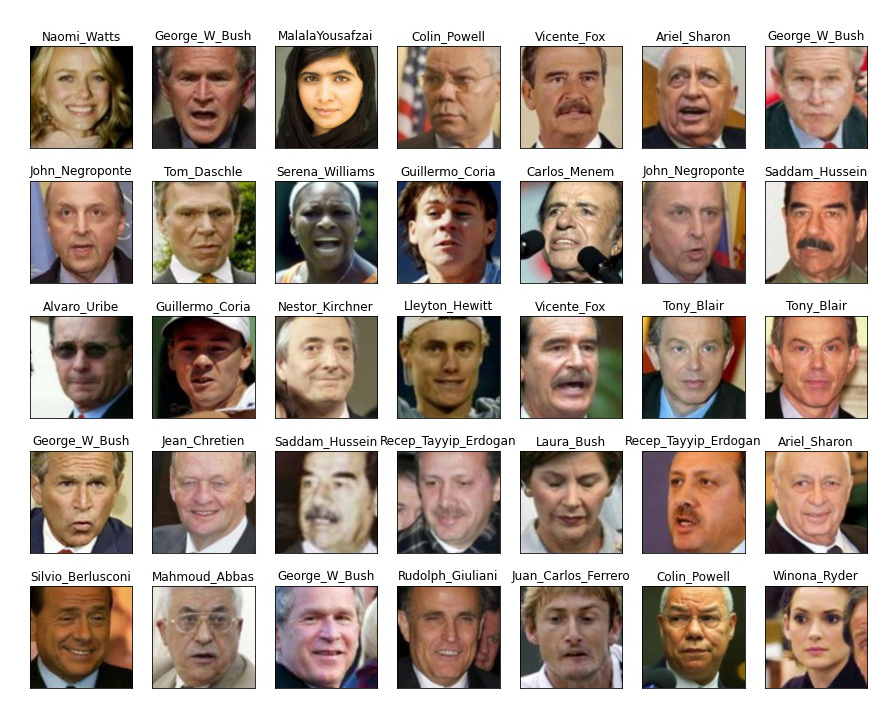 Naomi_Watts
George_W_Bush
MalalaYousafzai
Colin_Powell
Vicente_Fox
Ariel_Sharon
George_W_Bush
John_Negroponte
Tom_Daschle
Serena_Williams
Guillermo_Coria
Carlos_Menem
John_Negroponte
Saddam_Hussein
Alvaro_Uribe
Guillermo_Coria
Nestor_Kirchner
Lleyton_Hewitt
Vicente_Fox
Tony_Blair
Tony_Blair
George_W_Bush
Jean_Chretien
Saddam_Hussein
Recep_Tayyip_Erdogan
Laura_Bush
Recep_Tayyip_Erdogan
Ariel_Sharon
Silvio_Berlusconi
Mahmoud_Abbas
George_W_Bush
Rudolph_Giuliani
Juan_Carlos_Ferrero
Colin_Powell
Winona_Ryder